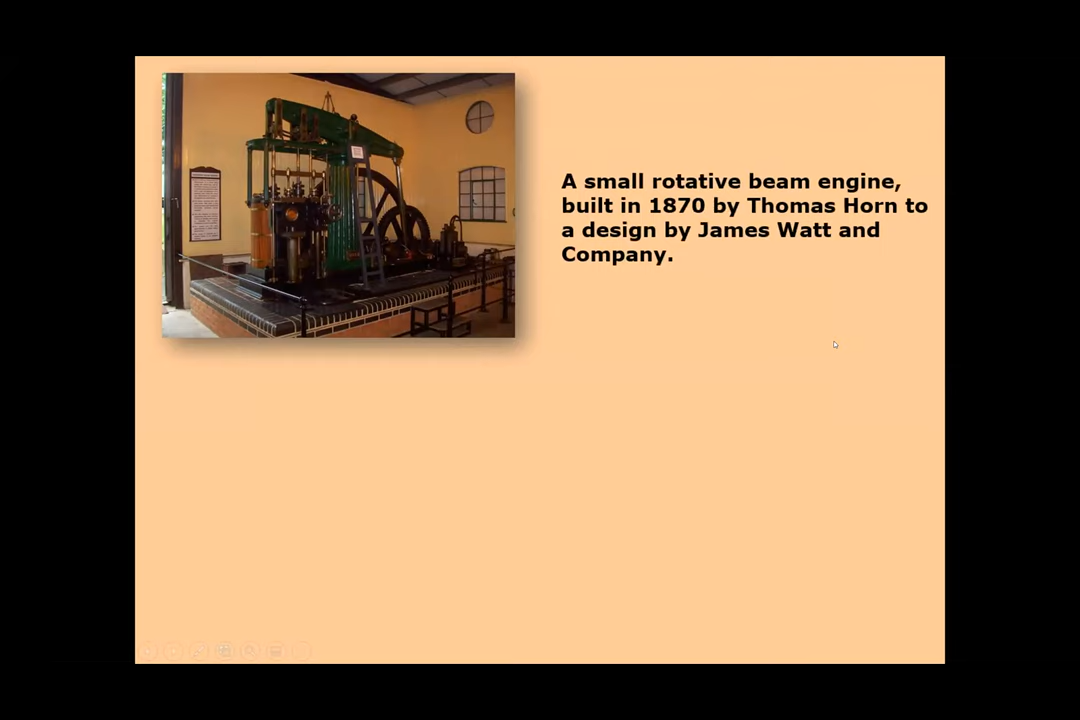 A small rotative beam engine,
built in 1870 by Thomas Horn to
a design by James Watt and
Company.